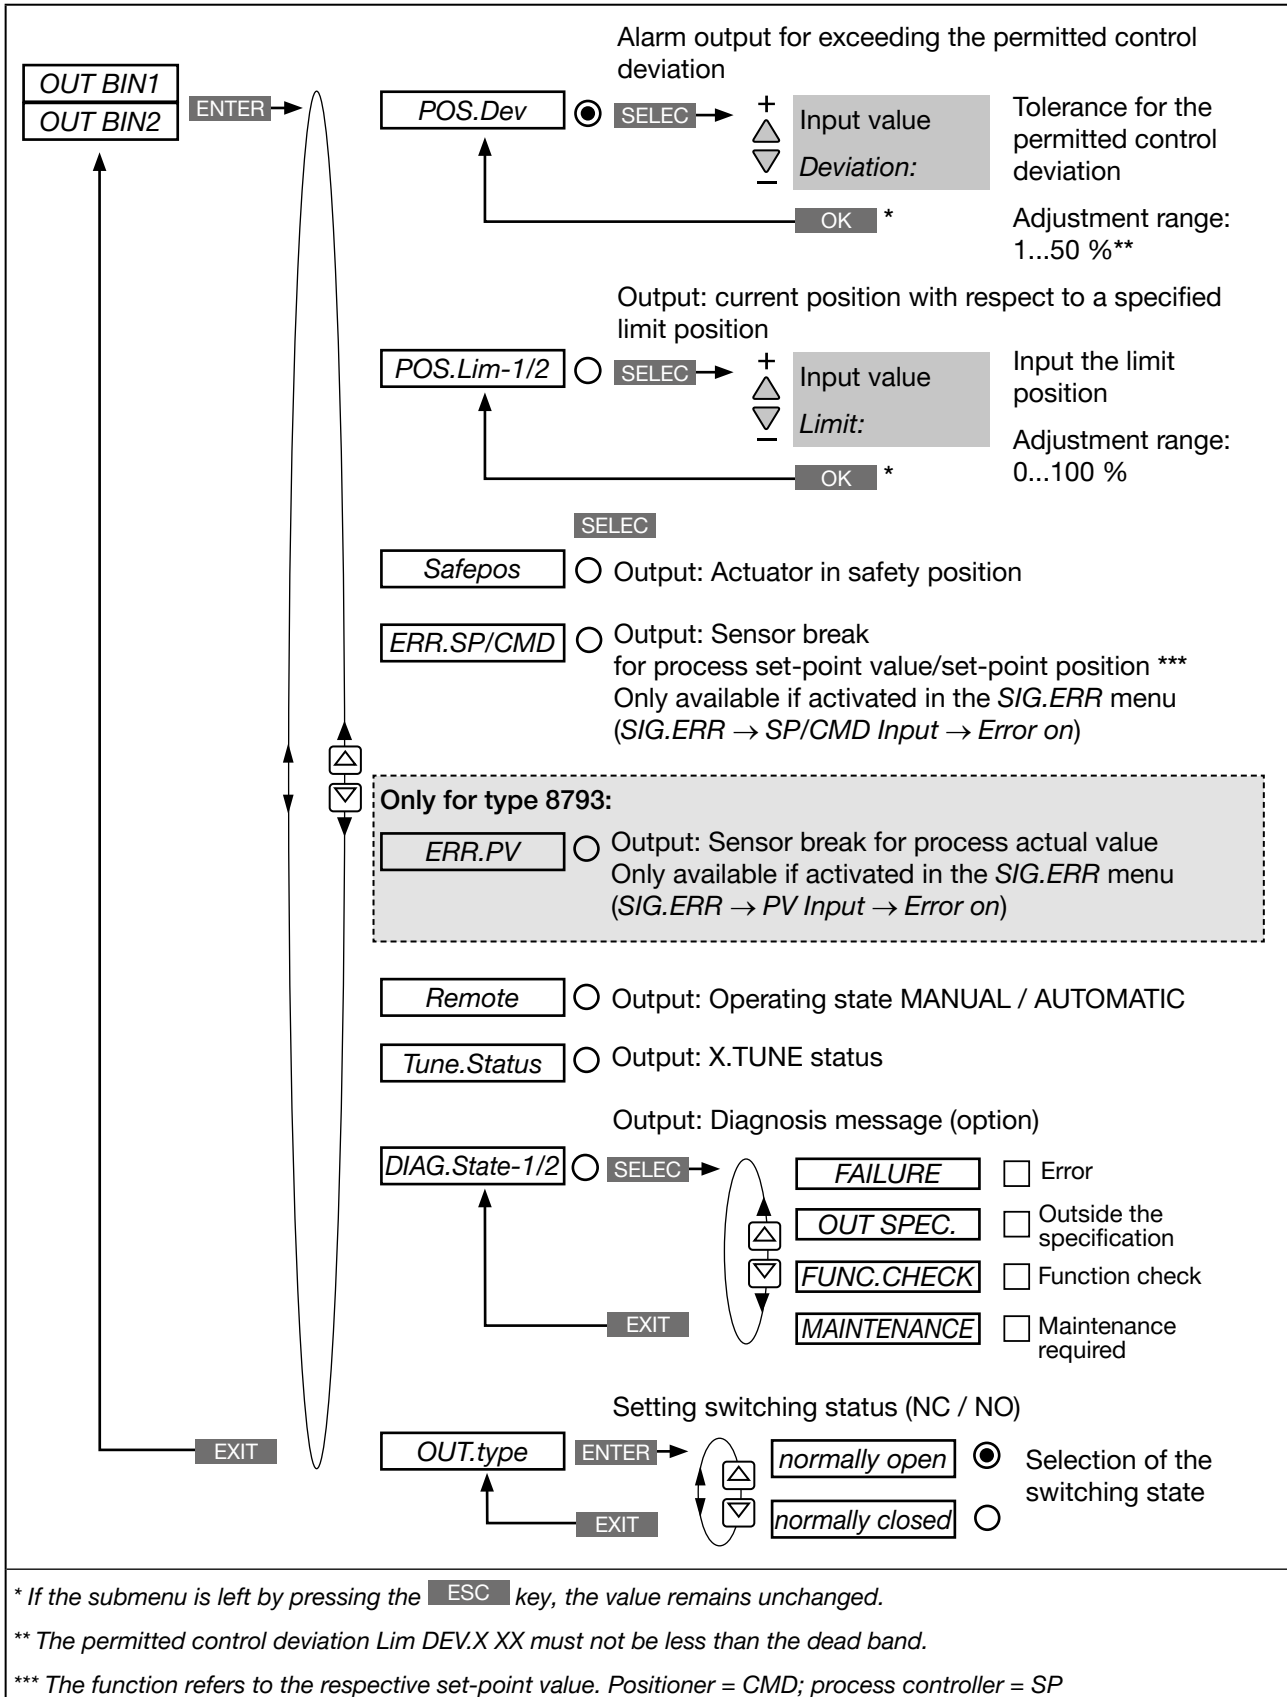 Alarm output for exceeding the permitted control
deviation
OUT BIN1
OUT BIN2
ENTER
POS.Dev
SELEC
+
–
Input value
Deviation:
Tolerance for the
permitted control
deviation
OK *
Adjustment range:
1...50 %**
Output: current position with respect to a specified
limit position
POS.Lim-1/2
SELEC
+
–
Input value
Limit:
Input the limit
position
Adjustment range:
0...100 %
OK *
SELEC
Safepos
Output: Actuator in safety position
ERR.SP/CMD
Output: Sensor break
for process set-point value/set-point position ***
Only available if activated in the SIG.ERR menu
(SIG.ERR → SP/CMD Input → Error on)
Only for type 8793:
ERR.PV
Output: Sensor break for process actual value
Only available if activated in the SIG.ERR menu
(SIG.ERR → PV Input → Error on)
Remote
Output: Operating state MANUAL / AUTOMATIC
Tune.Status
Output: X.TUNE status
Output: Diagnosis message (option)
DIAG.State-1/2
SELEC
FAILURE
Error
OUT SPEC.
Outside the
specification
FUNC.CHECK
Function check
EXIT
MAINTENANCE
Maintenance
required
Setting switching status (NC / NO)
EXIT
OUT.type
ENTER
normally open
Selection of the
switching state
EXIT
normally closed
* If the submenu is left by pressing the ESC key, the value remains unchanged.
** The permitted control deviation Lim DEV.X XX must not be less than the dead band.
*** The function refers to the respective set-point value. Positioner = CMD; process controller = SP